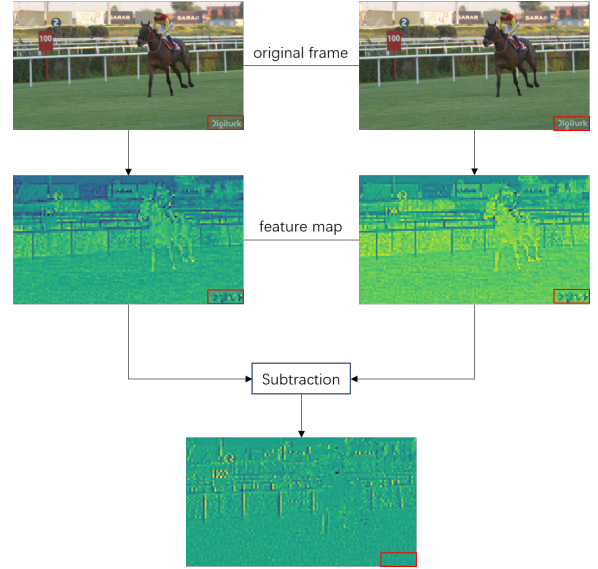 2 SARAR SARAR
2 SARAR SARAR
100
original frame
100
Digiturk
Digiturk
feature map
Subtraction